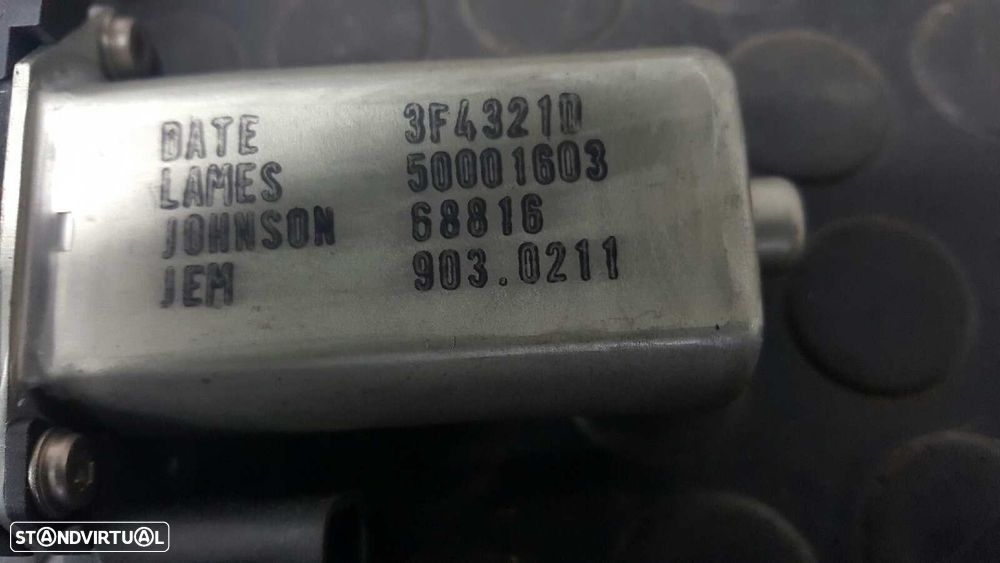 DATE 3F4321D
LAMES 50001603
JOHNSON 68816
JEM 903.0211
STANDVIRTUAL